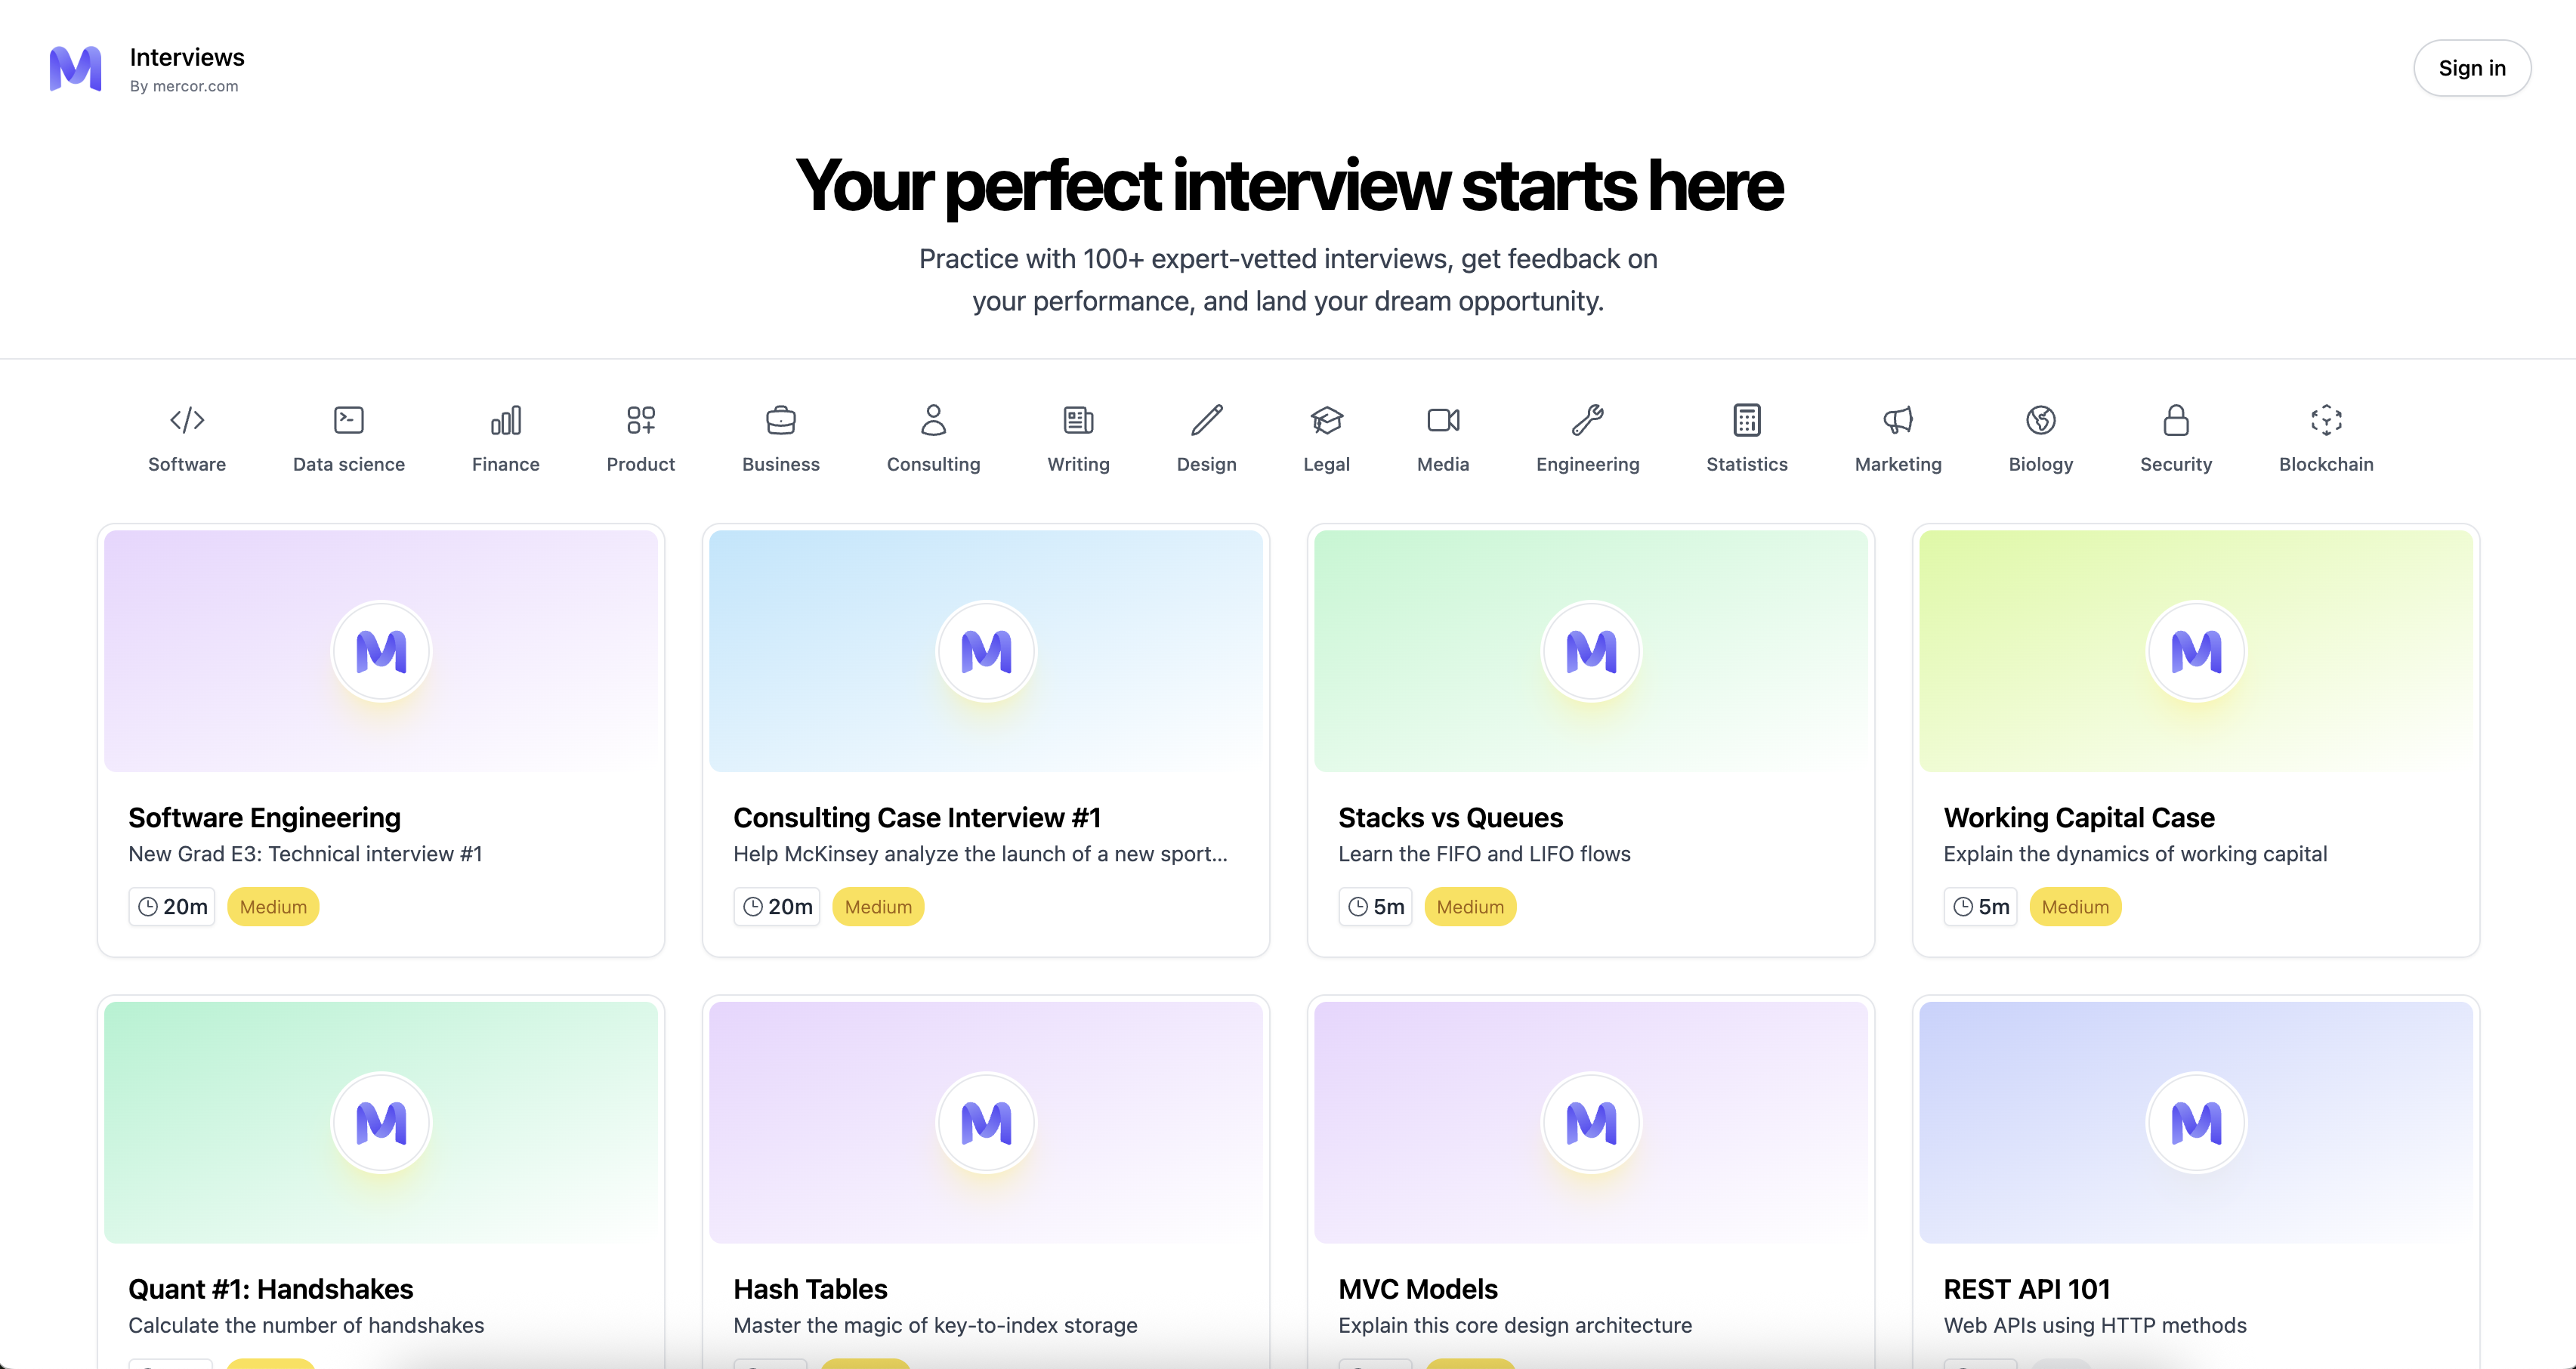 Interviews
By mercor.com
Sign in
Your perfect interview starts here
Practice with 100+ expert-vetted interviews, get feedback on
your performance, and land your dream opportunity.
Software
Data science
Finance
Product
Business
Consulting
Writing
Design
Legal
Media
Engineering
Statistics
Marketing
Biology
Security
Blockchain
Software Engineering
New Grad E3: Technical interview #1
20m Medium
Consulting Case Interview #1
Help McKinsey analyze the launch of a new sport...
20m Medium
Stacks vs Queues
Learn the FIFO and LIFO flows
5m Medium
Working Capital Case
Explain the dynamics of working capital
5m Medium
Quant #1: Handshakes
Calculate the number of handshakes
Hash Tables
Master the magic of key-to-index storage
MVC Models
Explain this core design architecture
REST API 101
Web APIs using HTTP methods